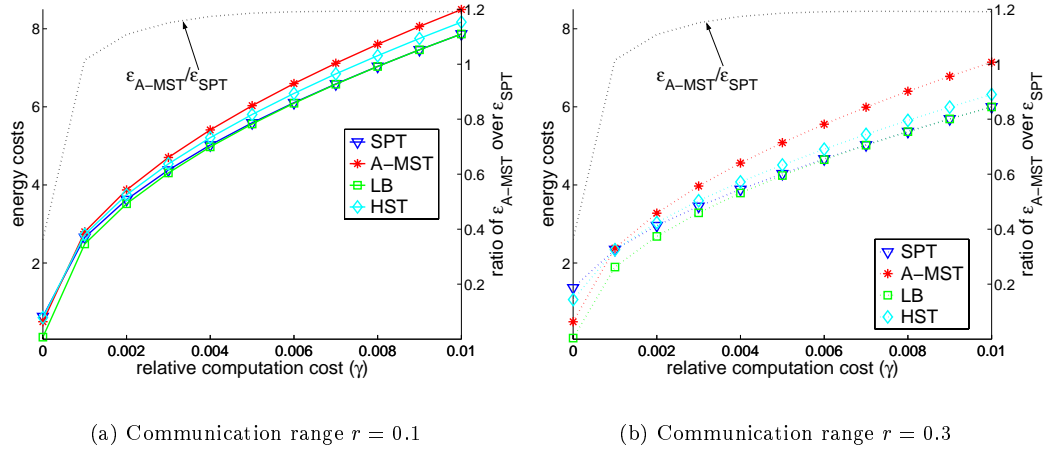 8
6
4
2
energy costs
1.2
1
0.8
0.6
0.4
0.2
ratio of ε_A−MST over ε_SPT
ε_A−MST/ε_SPT
SPT
A−MST
LB
HST
0
0.002
0.004
0.006
0.008
0.01
relative computation cost (γ)
(a) Communication range r = 0.1
8
6
4
2
energy costs
1.2
1
0.8
0.6
0.4
0.2
ratio of ε_A−MST over ε_SPT
ε_A−MST/ε_SPT
SPT
A−MST
LB
HST
0
0.002
0.004
0.006
0.008
0.01
relative computation cost (γ)
(b) Communication range r = 0.3